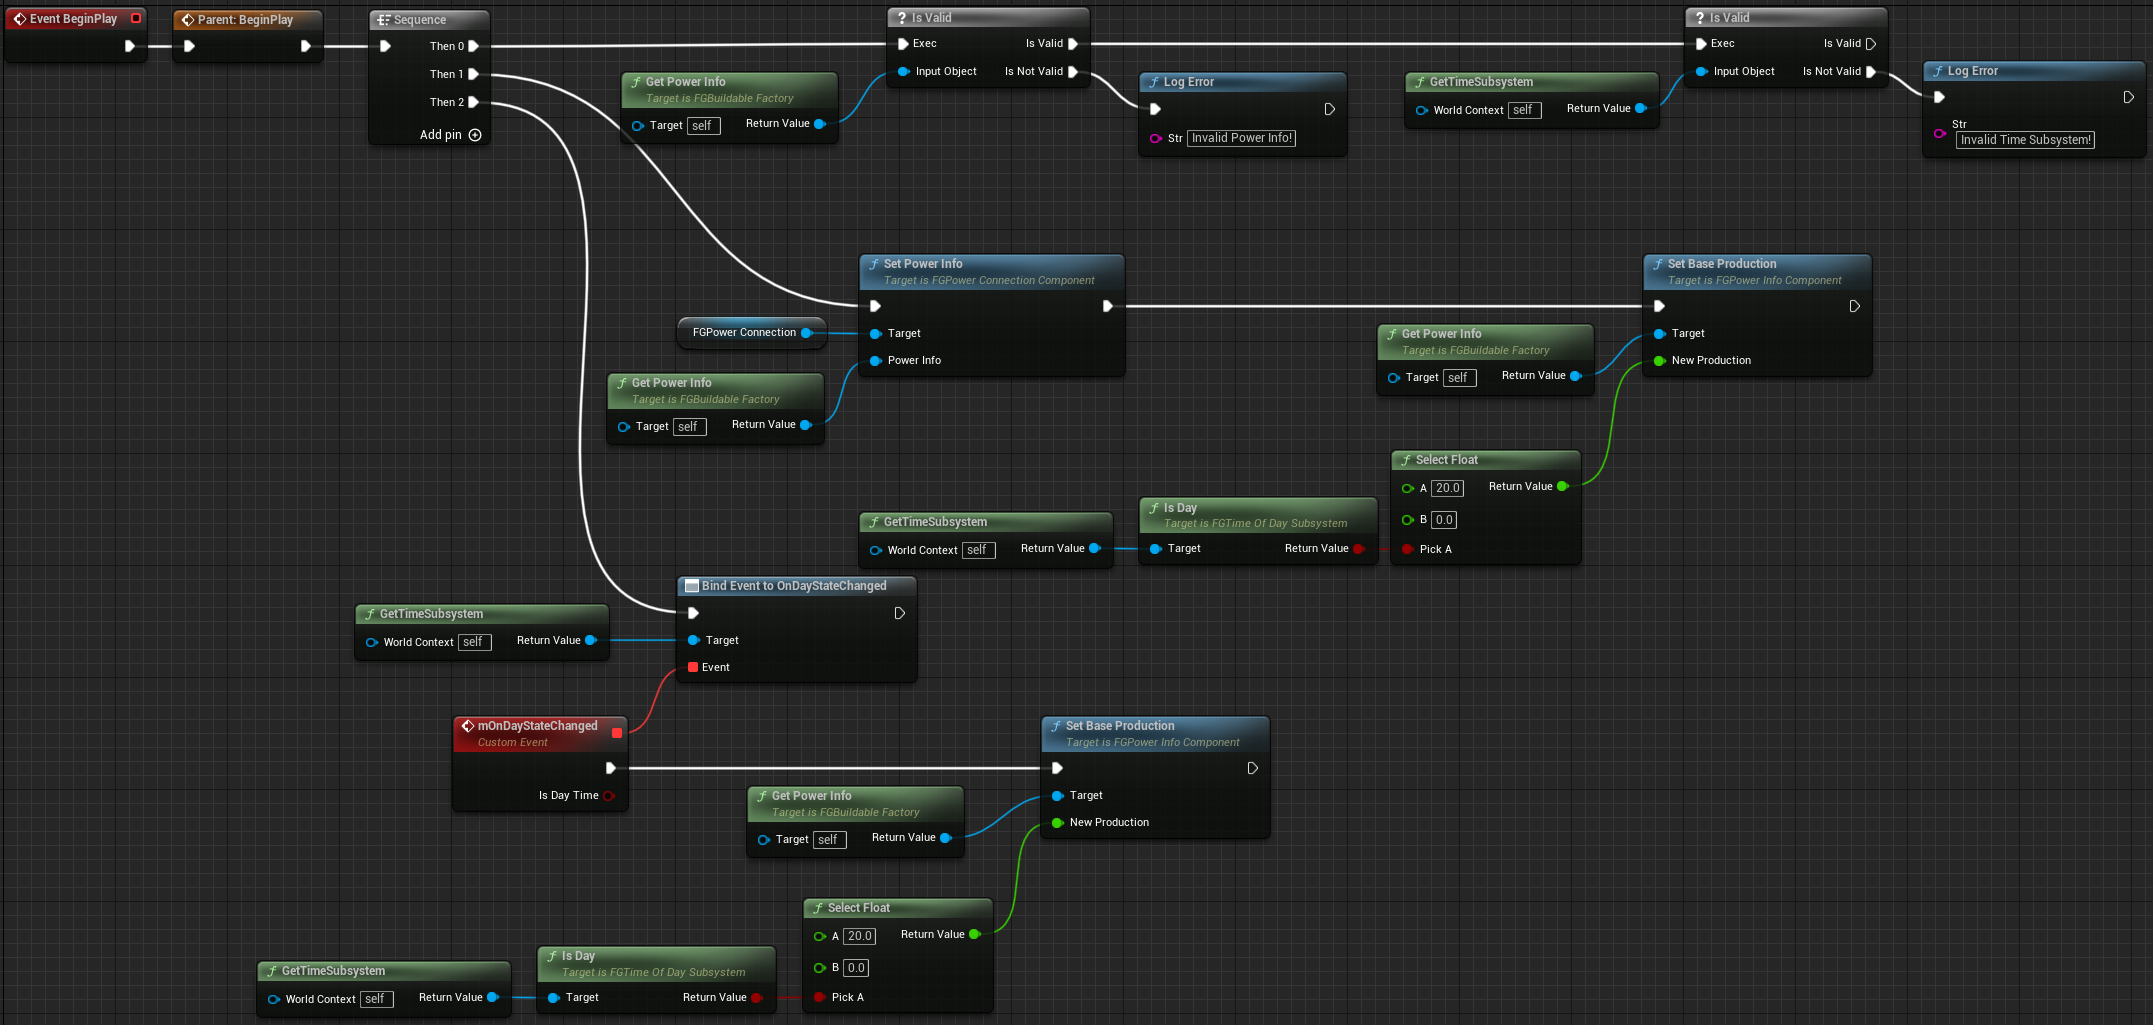 Event BeginPlay
Parent: BeginPlay
Sequence
Then 0
Then 1
Then 2
Add pin
Get Power Info
Target is FGBuildable Factory
Target self
Return Value
? Is Valid
Exec
Is Valid
Input Object
Is Not Valid
Log Error
Str Invalid Power Info!
GetTimeSubsystem
World Context self
Return Value
? Is Valid
Exec
Is Valid
Input Object
Is Not Valid
Log Error
Str
Invalid Time Subsystem!
Set Power Info
Target is FGPower Connection Component
Target
Power Info
FGPower Connection
Get Power Info
Target is FGBuildable Factory
Target self
Return Value
Set Base Production
Target is FGPower Info Component
Target
New Production
Get Power Info
Target is FGBuildable Factory
Target self
Return Value
Select Float
A 20.0
Return Value
B 0.0
Pick A
GetTimeSubsystem
World Context self
Return Value
Is Day
Target is FGTime Of Day Subsystem
Target
Return Value
Bind Event to OnDayStateChanged
Target
Event
GetTimeSubsystem
World Context self
Return Value
mOnDayStateChanged
Custom Event
Is Day Time
Set Base Production
Target is FGPower Info Component
Target
New Production
Get Power Info
Target is FGBuildable Factory
Target self
Return Value
Select Float
A 20.0
Return Value
B 0.0
Pick A
Is Day
Target is FGTime Of Day Subsystem
Target
Return Value
GetTimeSubsystem
World Context self
Return Value